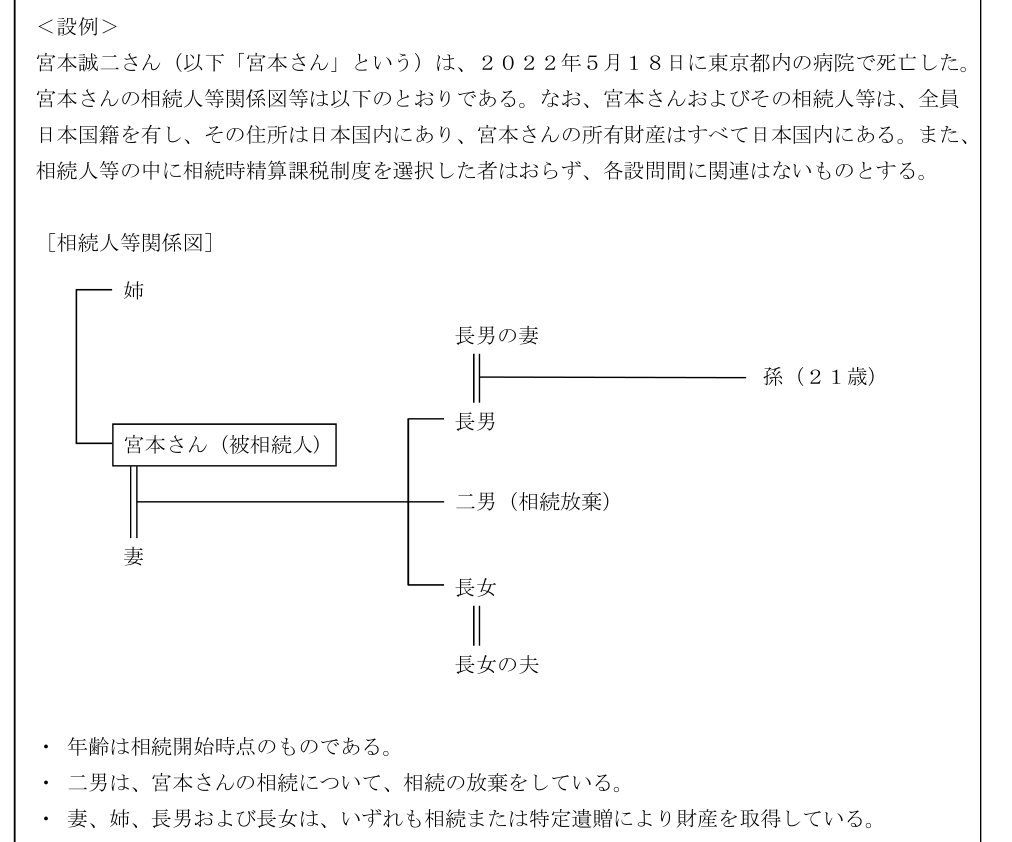 ＜設例＞
宮本誠二さん（以下「宮本さん」という）は、２０２２年５月１８日に東京都内の病院で死亡した。
宮本さんの相続人等関係図等は以下のとおりである。なお、宮本さんおよびその相続人等は、全員
日本国籍を有し、その住所は日本国内にあり、宮本さんの所有財産はすべて日本国内にある。また、
相続人等の中に相続時精算課税制度を選択した者はおらず、各設問間に関連はないものとする。
［相続人等関係図］
姉
長男の妻
孫（２１歳）
長男
宮本さん（被相続人）
二男（相続放棄）
妻
長女
長女の夫
・ 年齢は相続開始時点のものである。
・ 二男は、宮本さんの相続について、相続の放棄をしている。
・ 妻、姉、長男および長女は、いずれも相続または特定遺贈により財産を取得している。